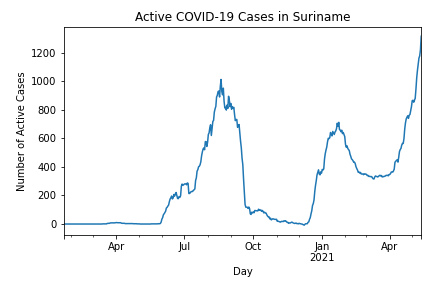 Active COVID-19 Cases in Suriname
Number of Active Cases
1200
1000
800
600
400
200
0
Apr
Jul
Oct
Jan
2021
Apr
Day